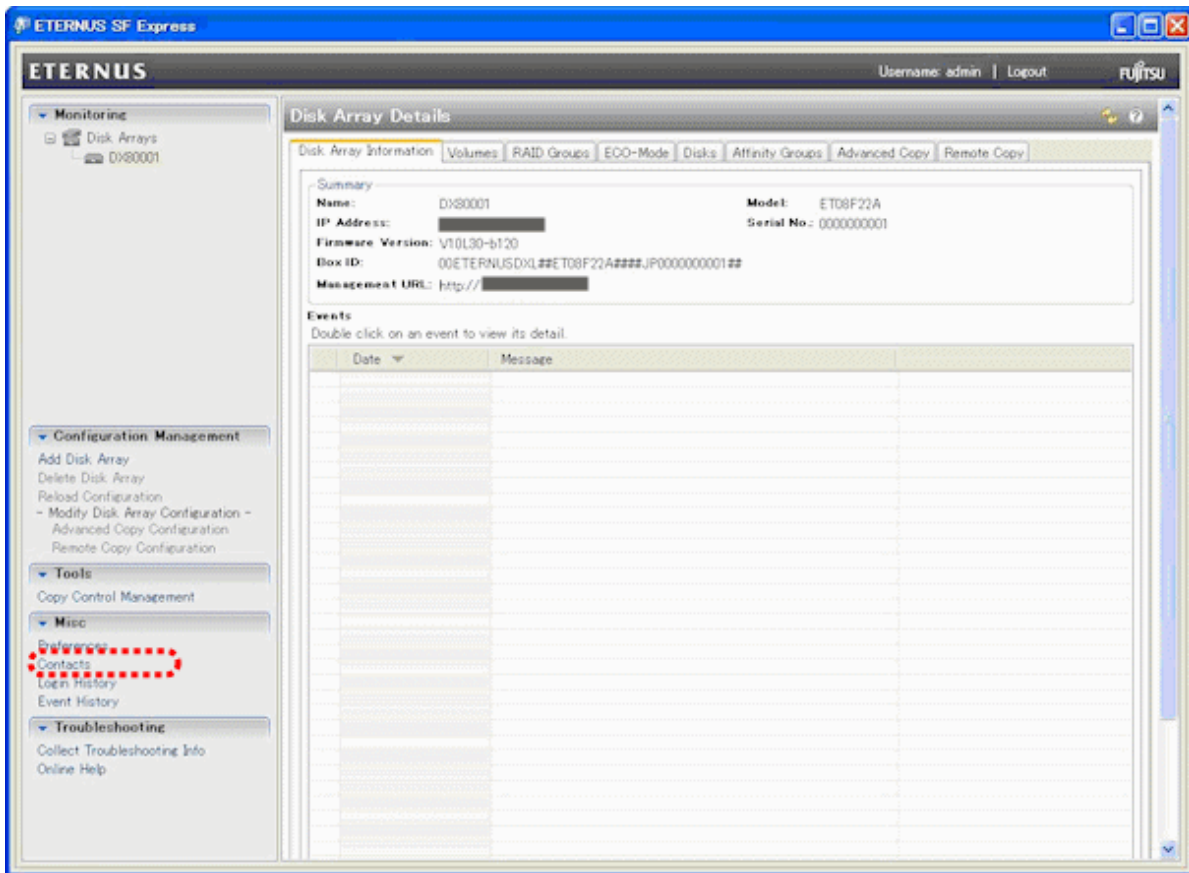 ETERNUS SF Express
ETERNUS
Username: admin | Logout
FUJITSU
Monitoring
Disk Arrays
DX80001
Configuration Management
Add Disk Array
Delete Disk Array
Reload Configuration
- Modify Disk Array Configuration -
Advanced Copy Configuration
Remote Copy Configuration
Tools
Copy Control Management
Misc
Preferences
Contacts
Login History
Event History
Troubleshooting
Collect Troubleshooting Info
Online Help
Disk Array Details
Disk Array Information Volumes RAID Groups ECO-Mode Disks Affinity Groups Advanced Copy Remote Copy
Summary
Name: DX80001 Model: ET08F22A
IP Address: Serial No.: 0000000001
Firmware Version: V10L30-b120
Box ID: 00ETERNUSDXL##ET08F22A####JP0000000001##
Management URL: http://
Events
Double click on an event to view its detail.
Date Message